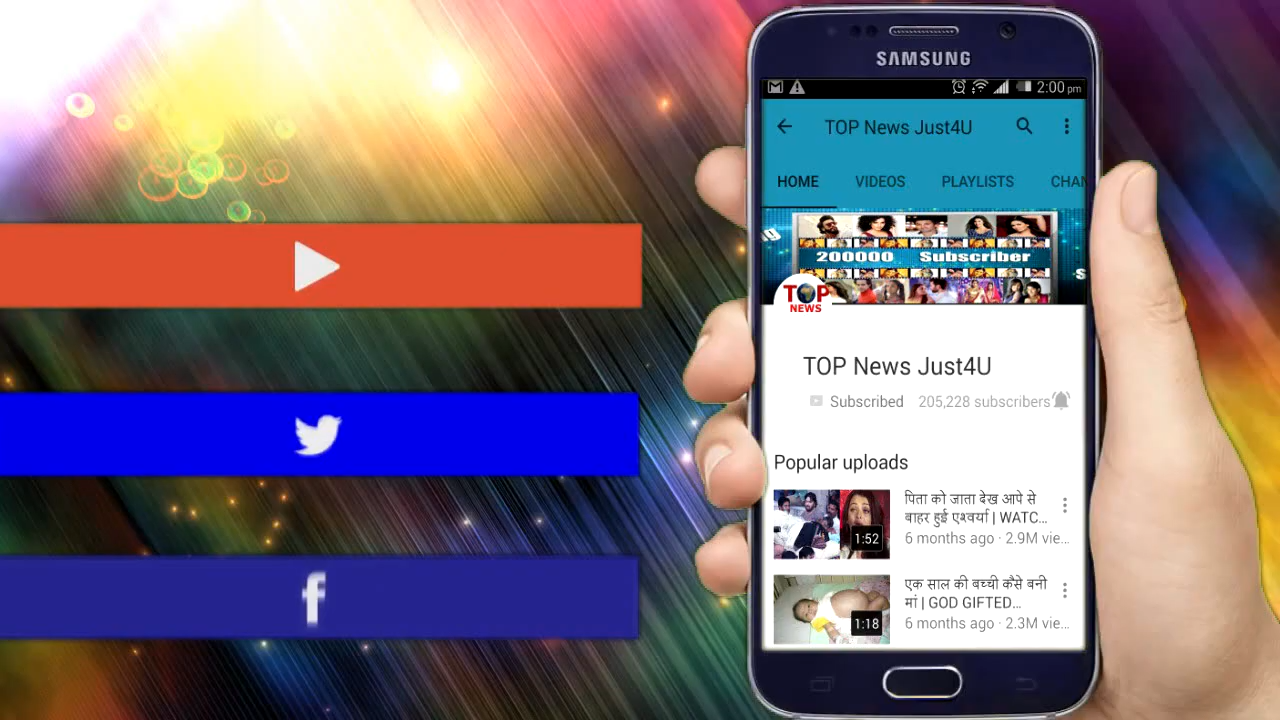 SAMSUNG
2:00 pm
TOP News Just4U
HOME VIDEOS PLAYLISTS CHAN
200000 Subscriber
TOP
NEWS
TOP News Just4U
Subscribed 205,228 subscribers
Popular uploads
पिता को जाता देख आपे से
बाहर हुई एश्वर्या | WATC...
6 months ago · 2.9M vie...
1:52
एक साल की बच्ची कैसे बनी
मां | GOD GIFTED...
6 months ago · 2.3M vie...
1:18